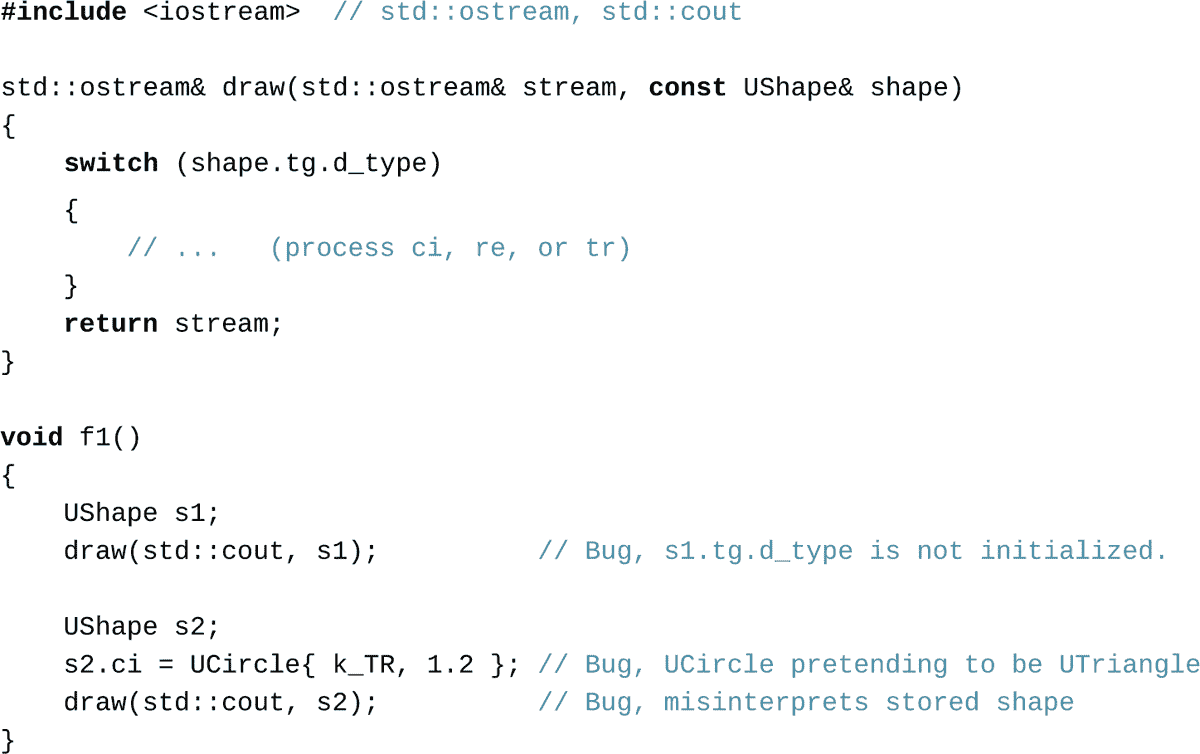 #include <iostream>  // std::ostream, std::cout

std::ostream& draw(std::ostream& stream, const UShape& shape)
{
    switch (shape.tg.d_type)
    {
        // ...   (process ci, re, or tr)
    }
    return stream;
}

void f1()
{
    UShape s1;
    draw(std::cout, s1);          // Bug, s1.tg.d_type is not initialized.

    UShape s2;
    s2.ci = UCircle{ k_TR, 1.2 }; // Bug, UCircle pretending to be UTriangle
    draw(std::cout, s2);          // Bug, misinterprets stored shape
}